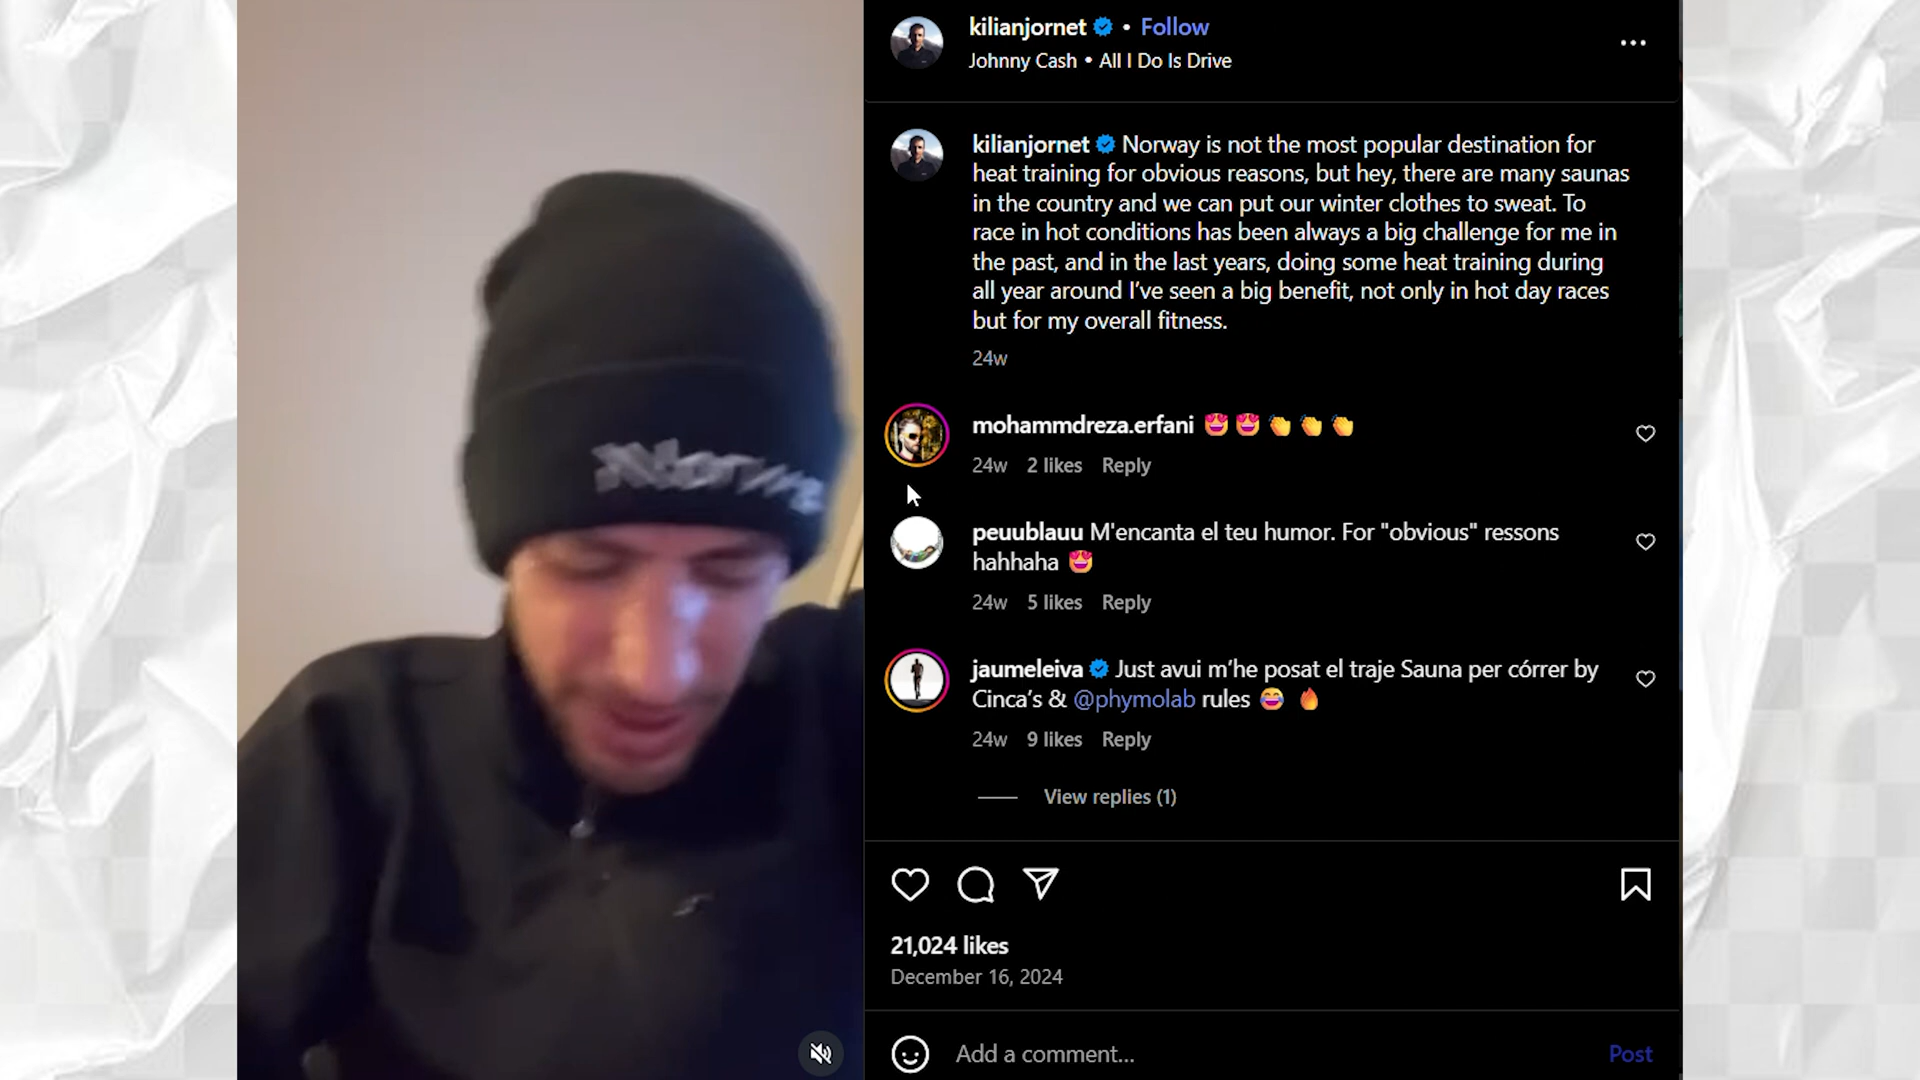 kilianjornet • Follow
Johnny Cash • All I Do Is Drive
kilianjornet Norway is not the most popular destination for
heat training for obvious reasons, but hey, there are many saunas
in the country and we can put our winter clothes to sweat. To
race in hot conditions has been always a big challenge for me in
the past, and in the last years, doing some heat training during
all year around I've seen a big benefit, not only in hot day races
but for my overall fitness.
24w
mohammdreza.erfani 😍 😍 👏 👏 👏
24w 2 likes Reply
peuublauu M'encanta el teu humor. For "obvious" ressons
hahhaha 😍
24w 5 likes Reply
jaumeleiva Just avui m’he posat el traje Sauna per córrer by
Cinca’s & @phymolab rules 😂 🔥
24w 9 likes Reply
View replies (1)
21,024 likes
December 16, 2024
Add a comment... Post